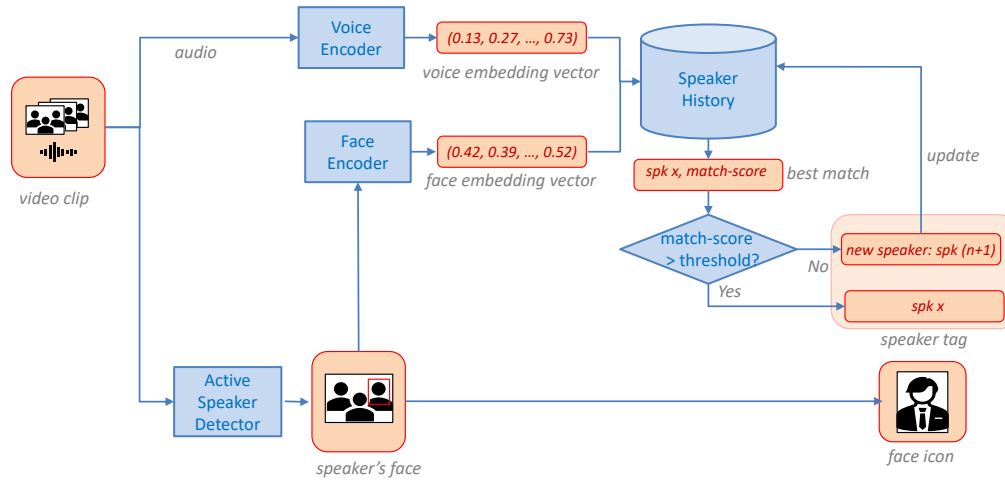 audio
Voice
Encoder
(0.13, 0.27, ..., 0.73)
voice embedding vector
Speaker
History
Face
Encoder
(0.42, 0.39, ..., 0.52)
face embedding vector
video clip
spk x, match-score
best match
update
match-score
> threshold?
No
Yes
new speaker: spk (n+1)
spk x
speaker tag
Active
Speaker
Detector
speaker's face
face icon